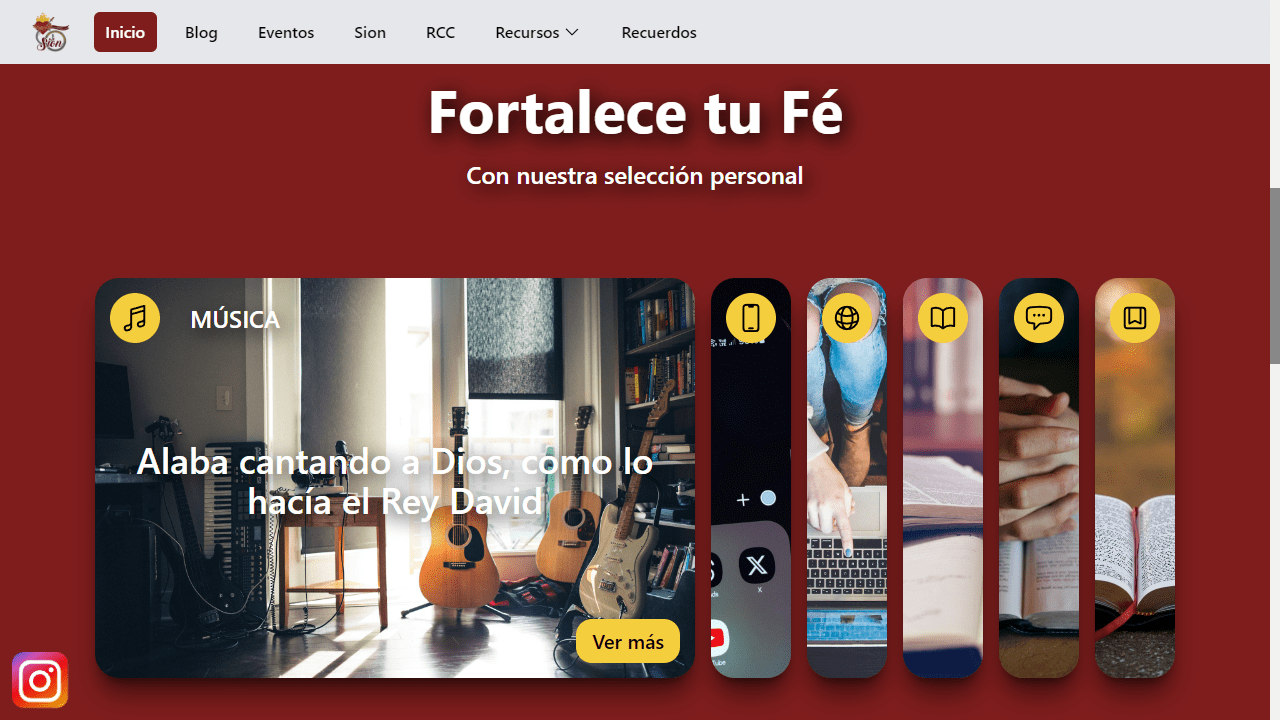 Sion
Inicio
Blog
Eventos
Sion
RCC
Recursos
Recuerdos
Fortalece tu Fé
Con nuestra selección personal
MÚSICA
Alaba cantando a Dios, como lo
hacía el Rey David
Ver más
X